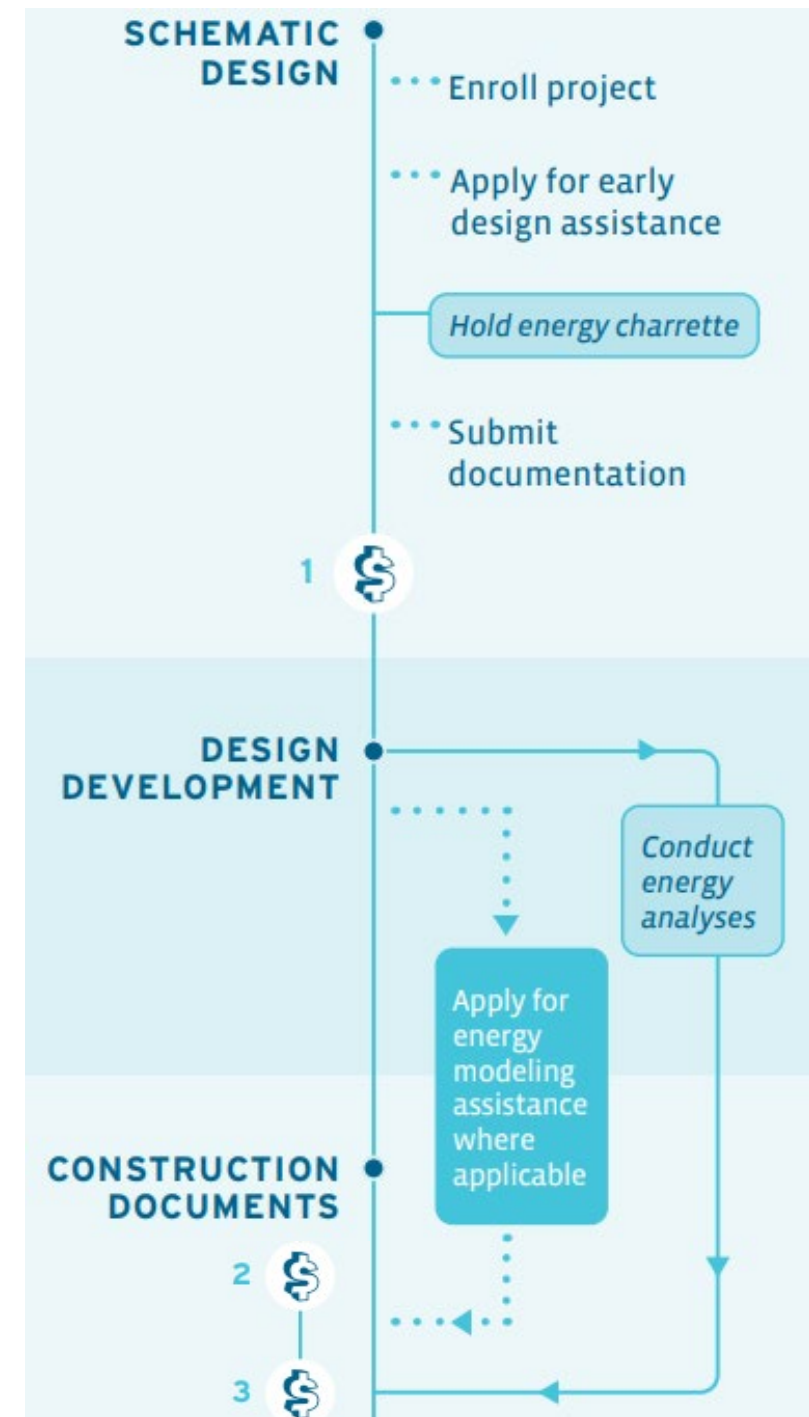 SCHEMATIC
DESIGN
Enroll project
Apply for early
design assistance
Hold energy charrette
Submit
documentation
1
$
DESIGN
DEVELOPMENT
Conduct
energy
analyses
Apply for
energy
modeling
assistance
where
applicable
CONSTRUCTION
DOCUMENTS
2 $
3 $